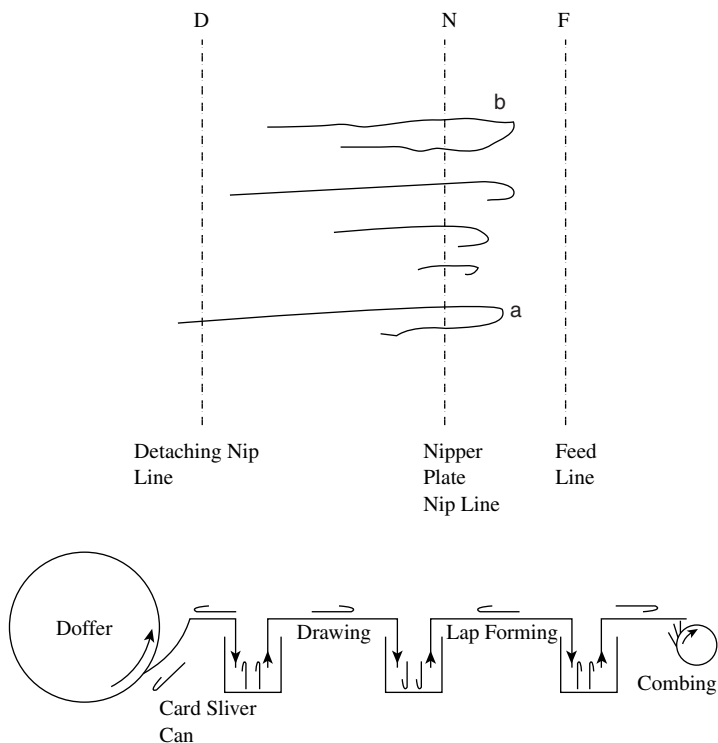 D N F
b
a
Detaching Nip
Line
Nipper
Plate
Nip Line
Feed
Line
Doffer
Drawing
Lap Forming
Combing
Card Sliver
Can